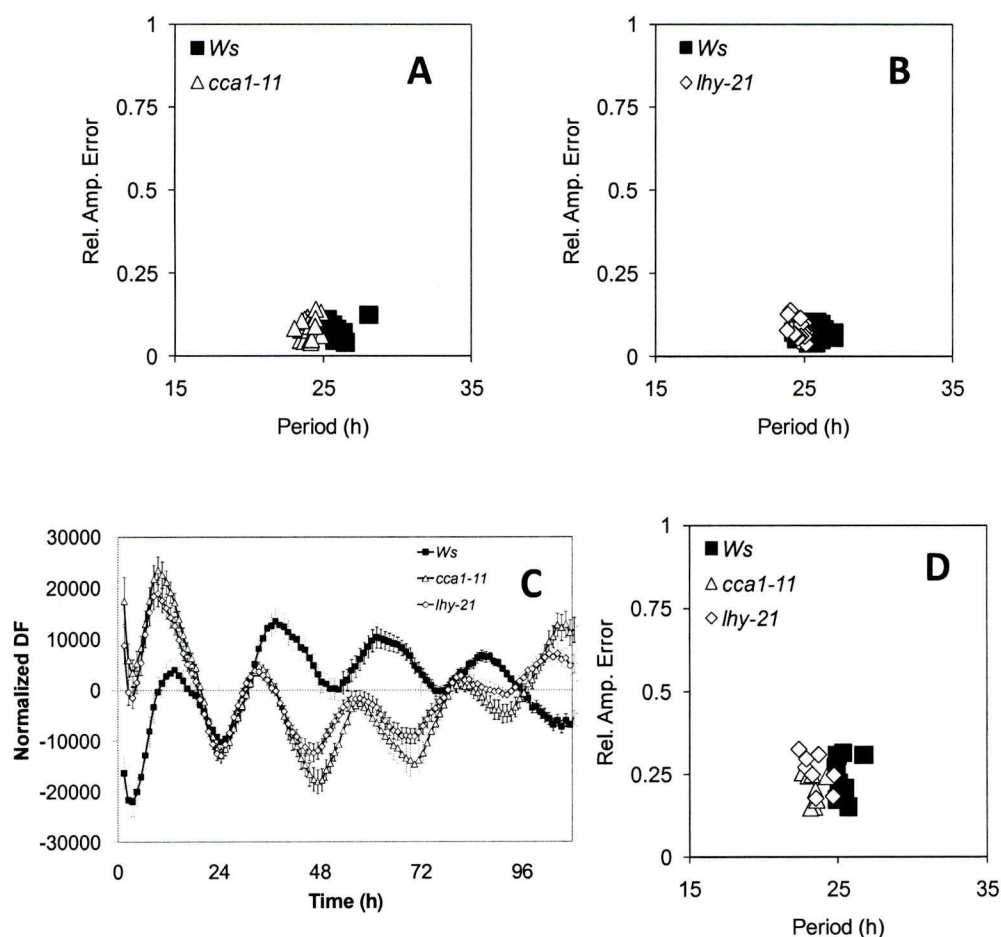 1
Ws
cca1-11
A
0.75
0.5
0.25
0
Rel. Amp. Error
15
25
35
Period (h)
1
Ws
lhy-21
B
0.75
0.5
0.25
0
Rel. Amp. Error
15
25
35
Period (h)
30000
20000
10000
0
-10000
-20000
-30000
Normalized DF
Ws
cca1-11
lhy-21
C
0
24
48
72
96
Time (h)
1
Ws
cca1-11
lhy-21
D
0.75
0.5
0.25
0
Rel. Amp. Error
15
25
35
Period (h)